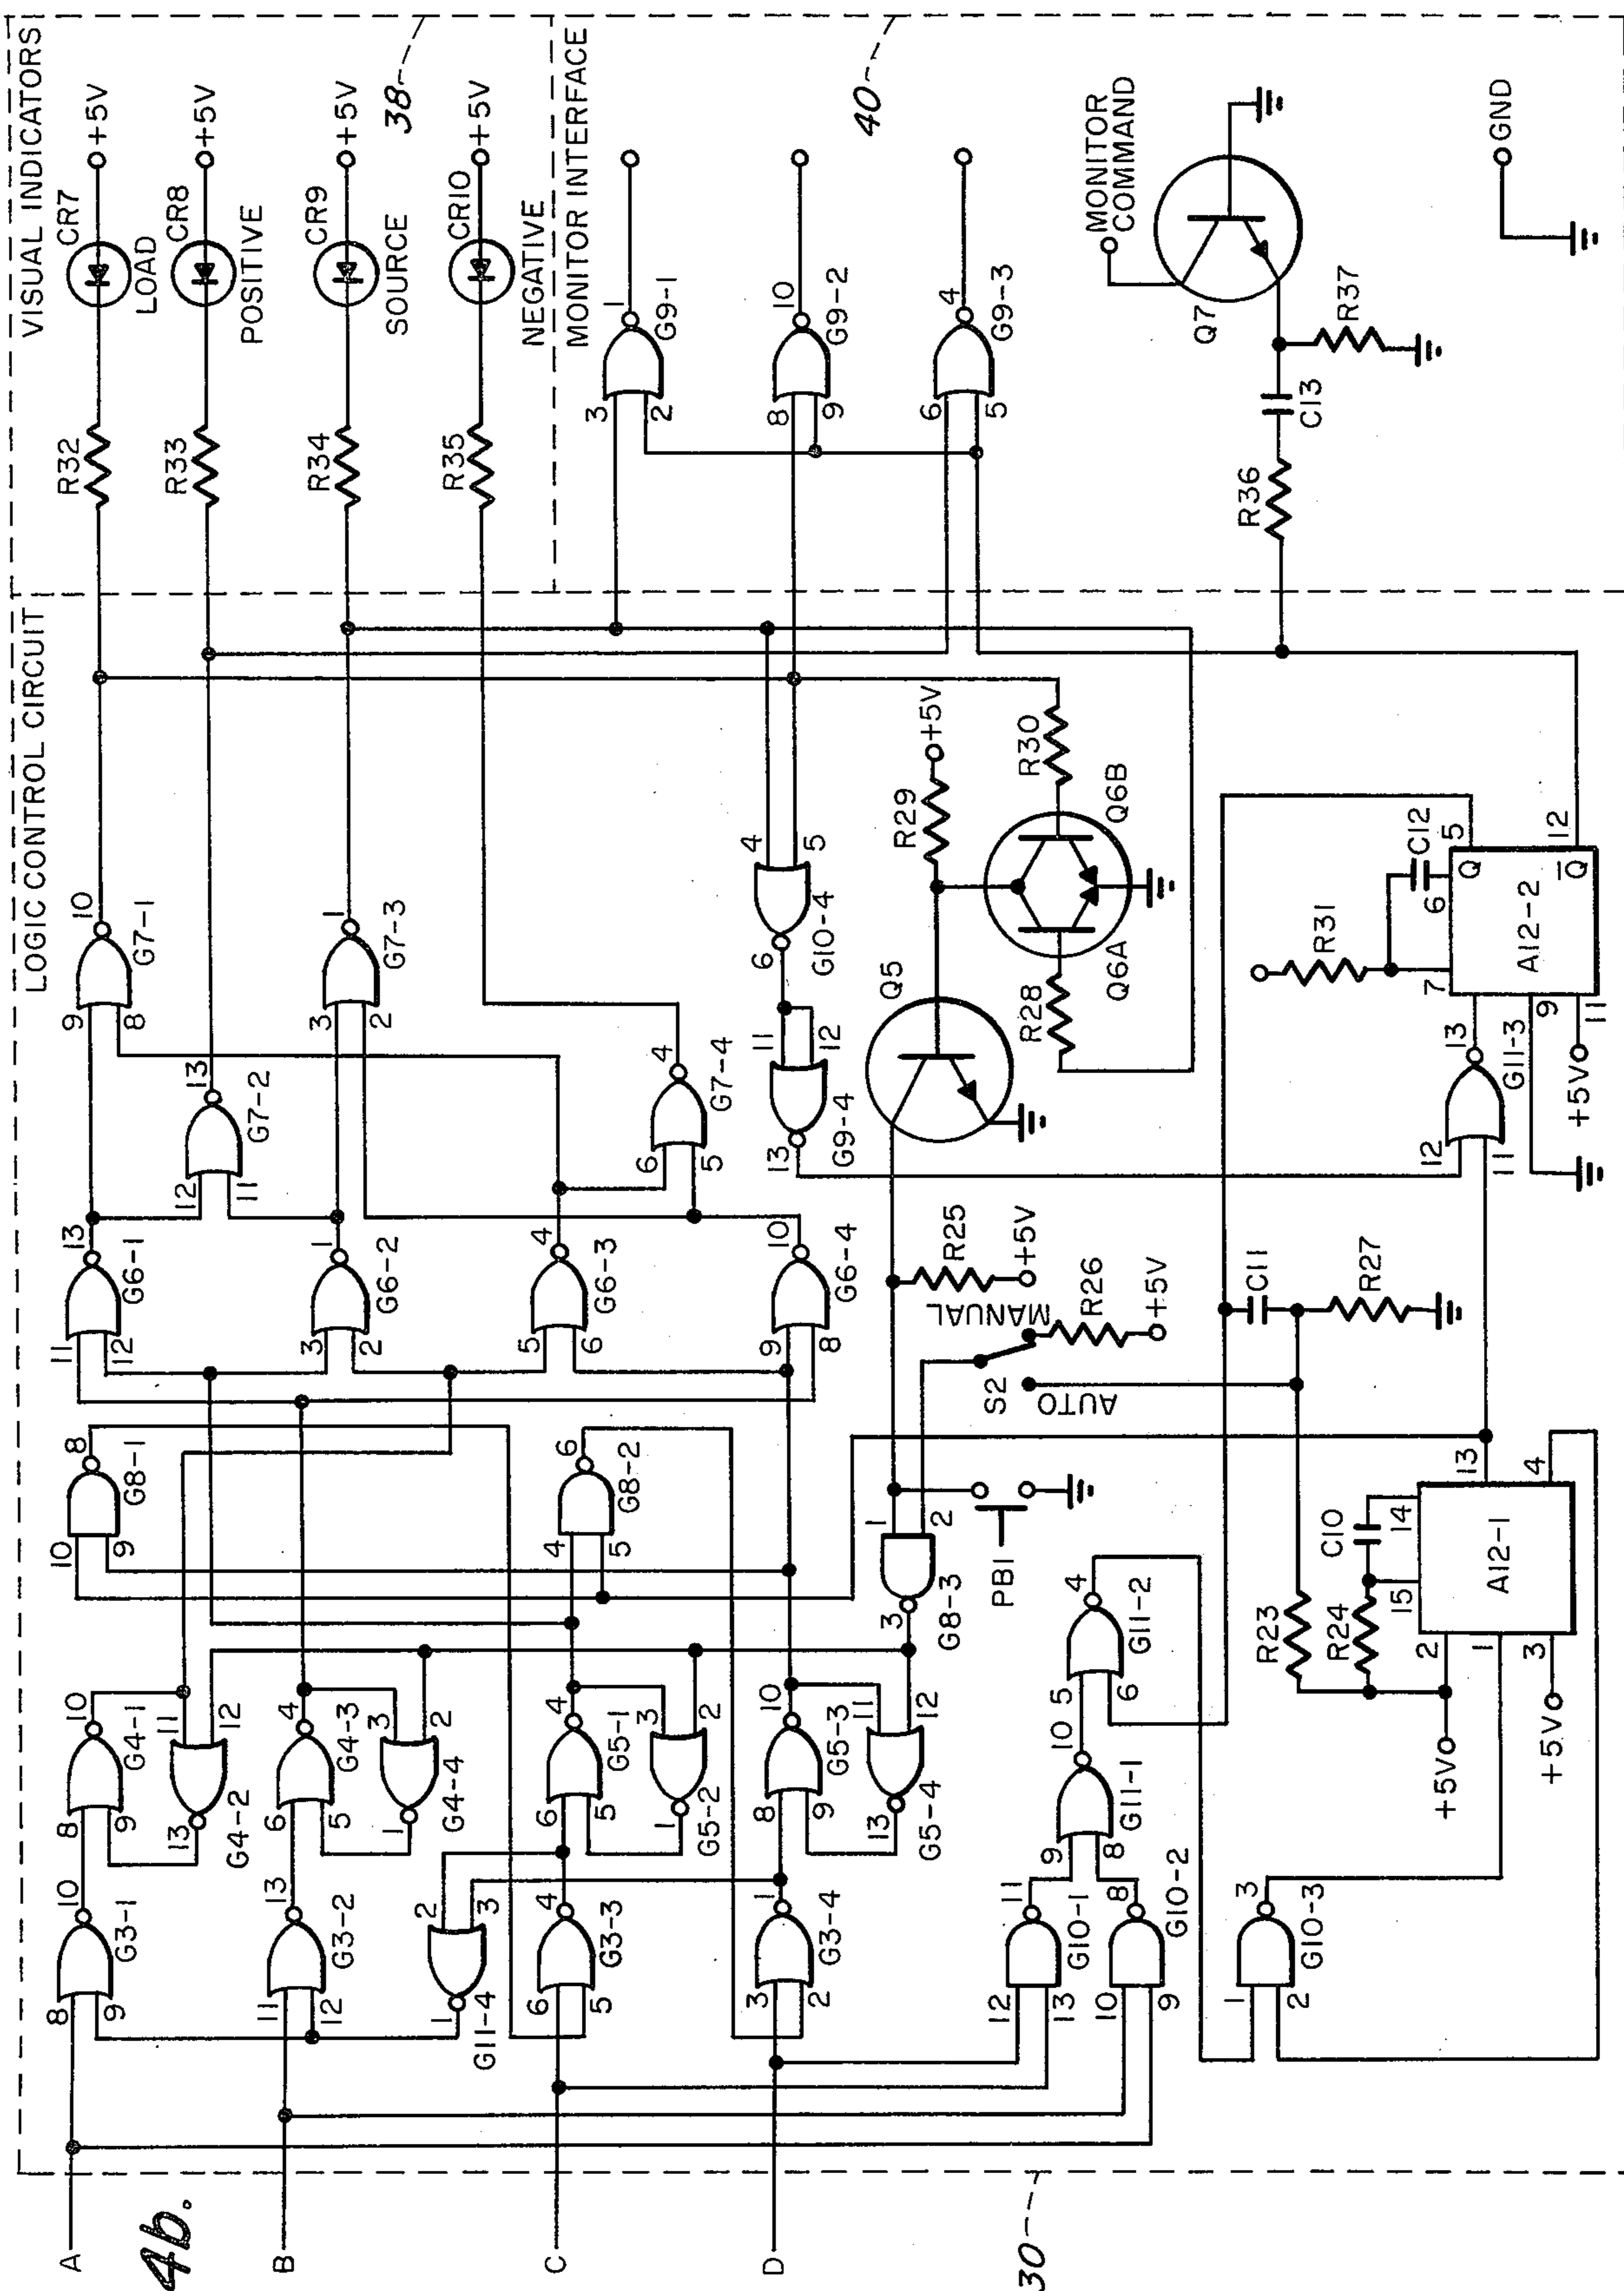 VISUAL INDICATORS
LOGIC CONTROL CIRCUIT
MONITOR INTERFACE
38
40
30
4b.
A
B
C
D
R32
CR7
+5V
LOAD
R33
CR8
+5V
POSITIVE
R34
CR9
+5V
SOURCE
R35
CR10
+5V
NEGATIVE
3
2
1
G9-1
8
9
10
G9-2
6
5
4
G9-3
MONITOR
COMMAND
Q7
R37
C13
R36
GND
8
9
10
G3-1
8
9
10
G4-1
11
12
13
G4-2
11
12
13
G3-2
6
5
4
G4-3
3
2
1
G4-4
2
3
1
G11-4
6
5
4
G3-3
6
5
4
G5-1
3
2
1
G5-2
3
2
1
G3-4
8
9
10
G5-3
11
12
13
G5-4
10
9
8
G8-1
4
5
6
G8-2
1
2
3
G8-3
PB1
11
12
13
G6-1
3
2
1
G6-2
5
6
4
G6-3
9
8
10
G6-4
9
8
10
G7-1
12
11
13
G7-2
3
2
1
G7-3
6
5
4
G7-4
4
5
6
G10-4
11
12
13
G9-4
Q5
R29
+5V
R30
Q6B
Q6A
R28
R25
+5V
MANUAL
R26
+5V
S2
AUTO
C11
R27
12
13
11
G10-1
10
9
8
G10-2
9
8
10
G11-1
5
6
4
G11-2
1
2
3
G10-3
R23
R24
C10
15
14
2
1
3
13
4
A12-1
+5V
+5V
12
11
13
G11-3
R31
C12
7
6
5
Q
12
Q̅
9
11
A12-2
+5V